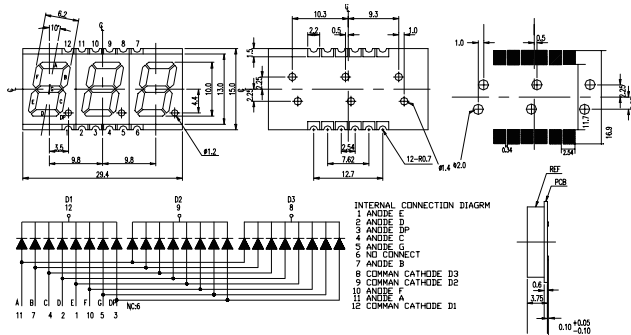 6.2
10°
12 11 10 9 8 7
A
F B
G
E C
D DP
1 2 3 4 5 6
3.5
9.8 9.8
29.4
4.4
10.0
13.0
15.0
ø1.2
10.3 9.3
2.2 0.5 1.0
1.5
2.25
2.25
2.54
7.62
12.7
12-R0.7
ø1.4
1.0 0.5
2.25
ø2.0
0.34
2.54
11.7
16.9
D1
12
D2
9
D3
8
A B C D E F G DP
11 7 4 2 1 10 5 3
NC:6
INTERNAL CONNECTION DIAGRM
1 ANODE E
2 ANODE D
3 ANODE DP
4 ANODE C
5 ANODE G
6 NO CONNECT
7 ANODE B
8 COMMAN CATHODE D3
9 COMMAN CATHODE D2
10 ANODE F
11 ANODE A
12 COMMAN CATHODE D1
REF
PCB
0.6
3.75
0.10 +0.05
-0.10